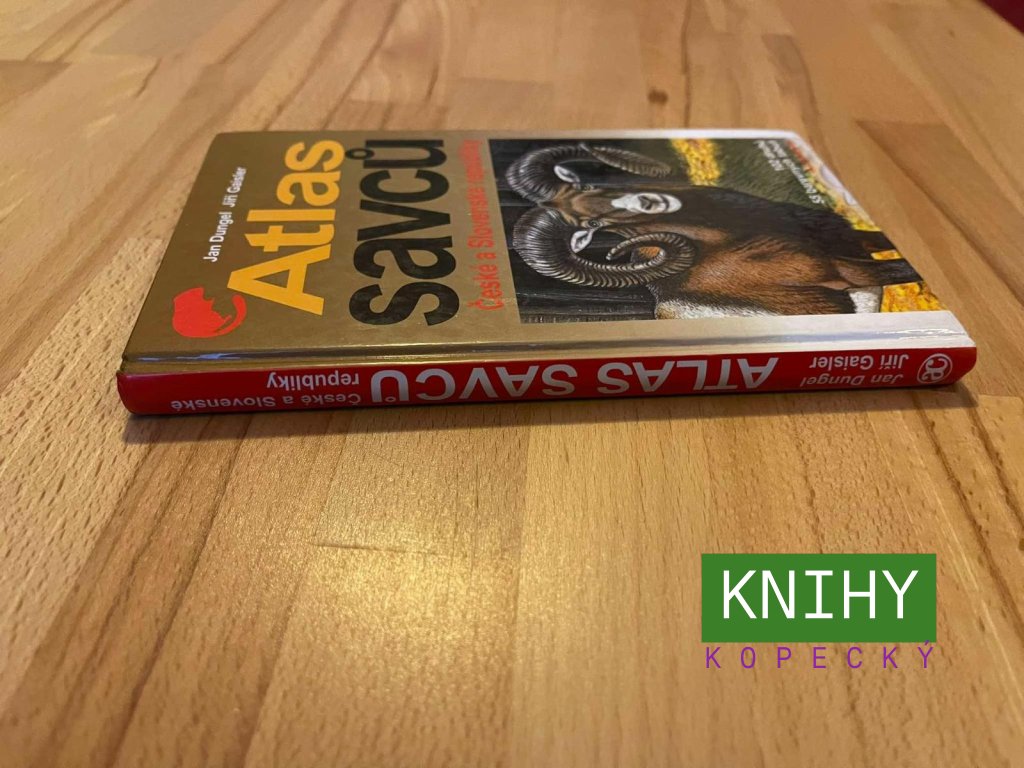 Jan Dungel Jiří Gaisler
Atlas
savců
České a Slovenské republiky
Jan Dungel
Jiří Gaisler
ATLAS SAVCŮ
České a Slovenské
republiky
KNIHY
KOPECKÝ